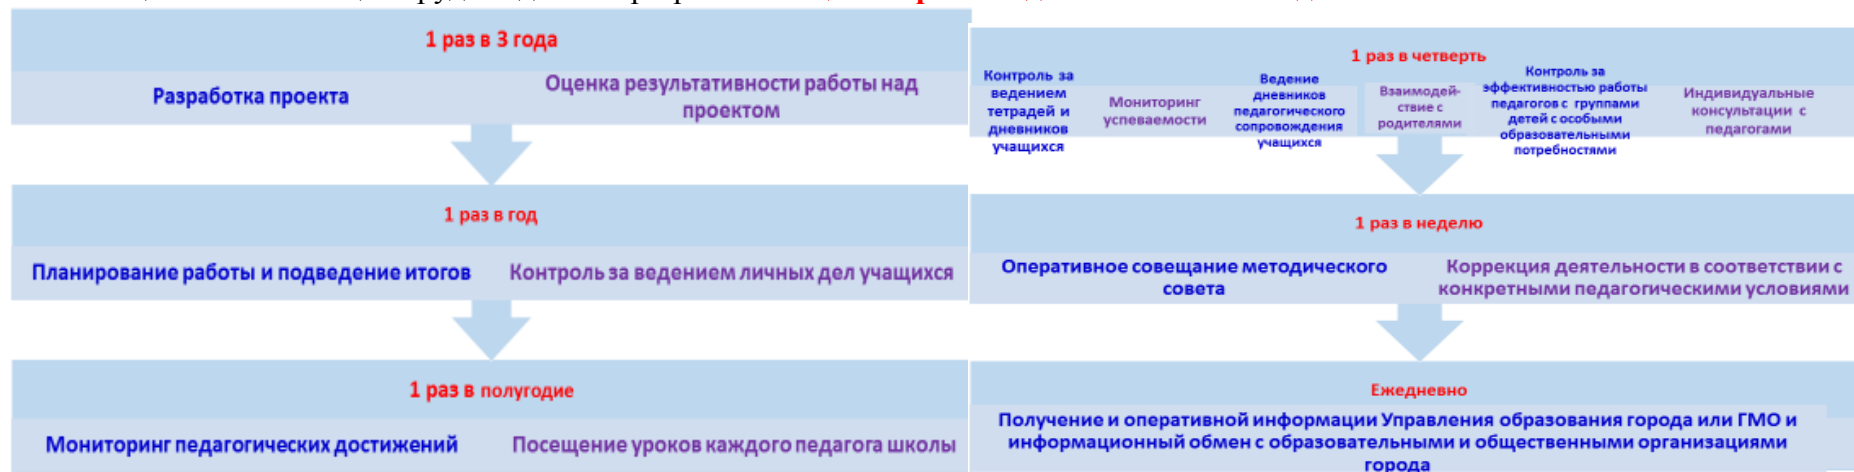 1 раз в 3 года
Разработка проекта
Оценка результативности работы над
проектом
1 раз в год
Планирование работы и подведение итогов
Контроль за ведением личных дел учащихся
1 раз в полугодие
Мониторинг педагогических достижений
Посещение уроков каждого педагога школы
1 раз в четверть
Контроль за
ведением
тетрадей и
дневников
учащихся
Мониторинг
успеваемости
Ведение
дневников
педагогического
сопровождения
учащихся
Взаимодей-
ствие с
родителями
Контроль за
эффективностью работы
педагогов с группами
детей с особыми
образовательными
потребностями
Индивидуальные
консультации с
педагогами
1 раз в неделю
Оперативное совещание методического
совета
Коррекция деятельности в соответствии с
конкретными педагогическими условиями
Ежедневно
Получение и оперативной информации Управления образования города или ГМО и
информационный обмен с образовательными и общественными организациями
города